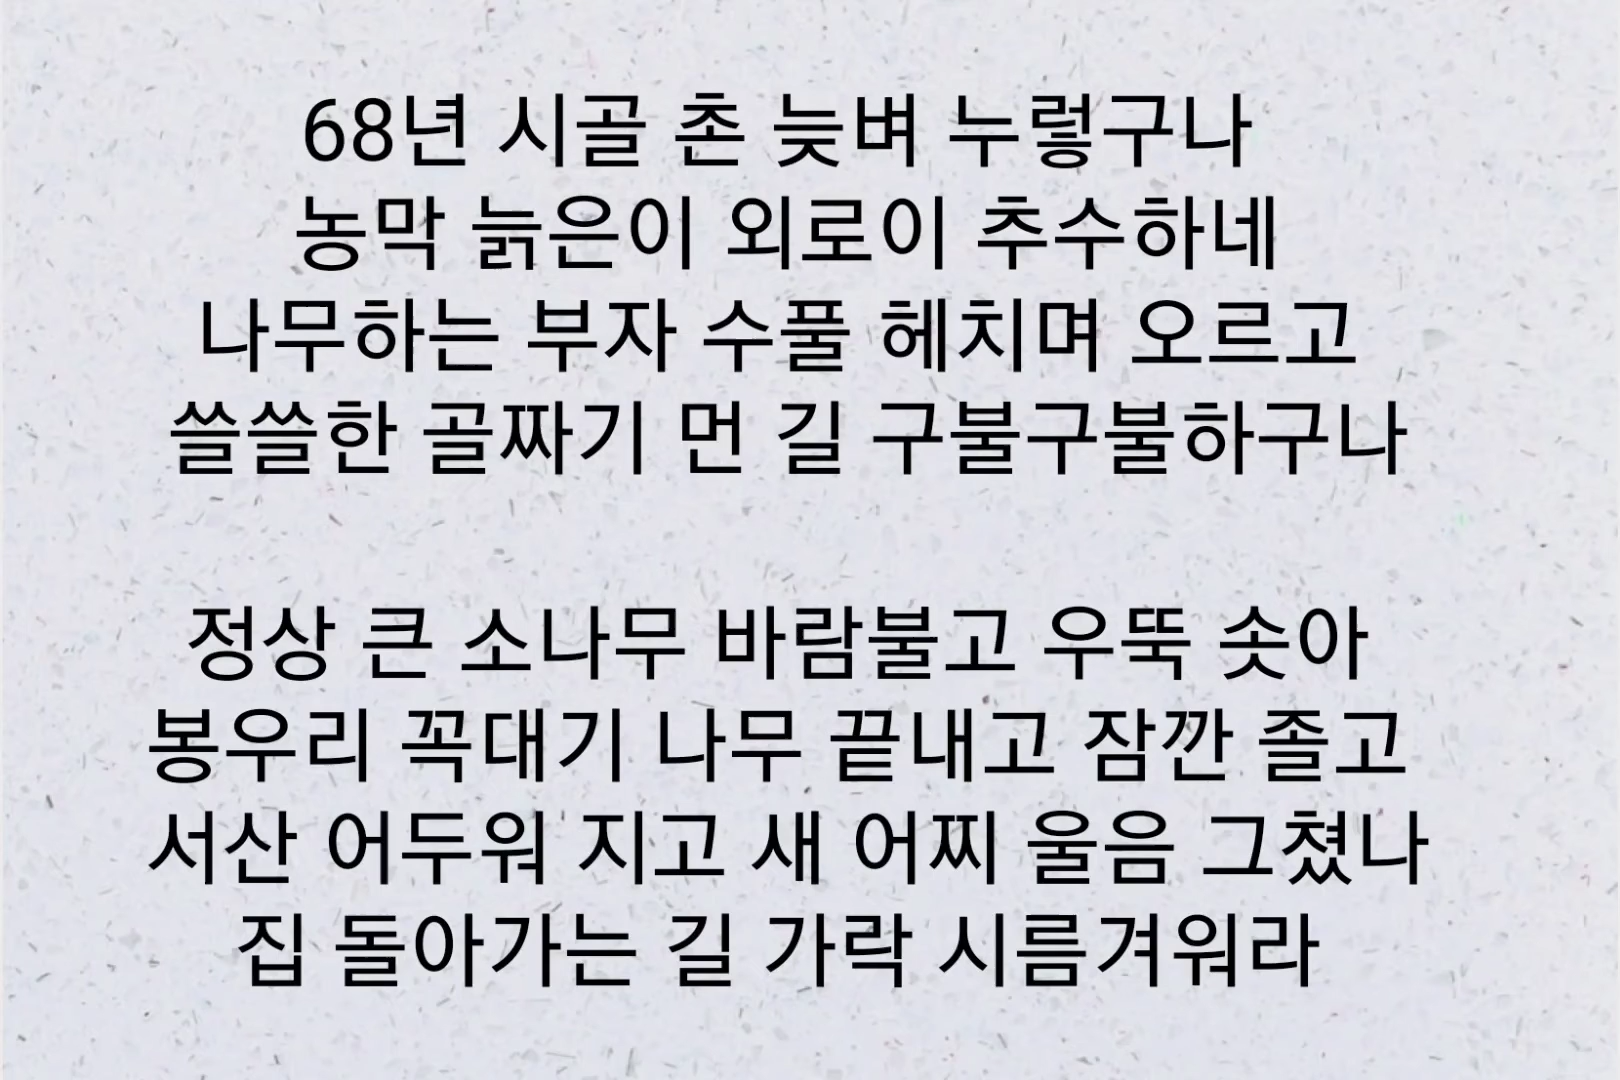 68년 시골 촌 늦벼 누렇구나
농막 늙은이 외로이 추수하네
나무하는 부자 수풀 헤치며 오르고
쓸쓸한 골짜기 먼 길 구불구불하구나
정상 큰 소나무 바람불고 우뚝 솟아
봉우리 꼭대기 나무 끝내고 잠깐 졸고
서산 어두워 지고 새 어찌 울음 그쳤나
집 돌아가는 길 가락 시름겨워라